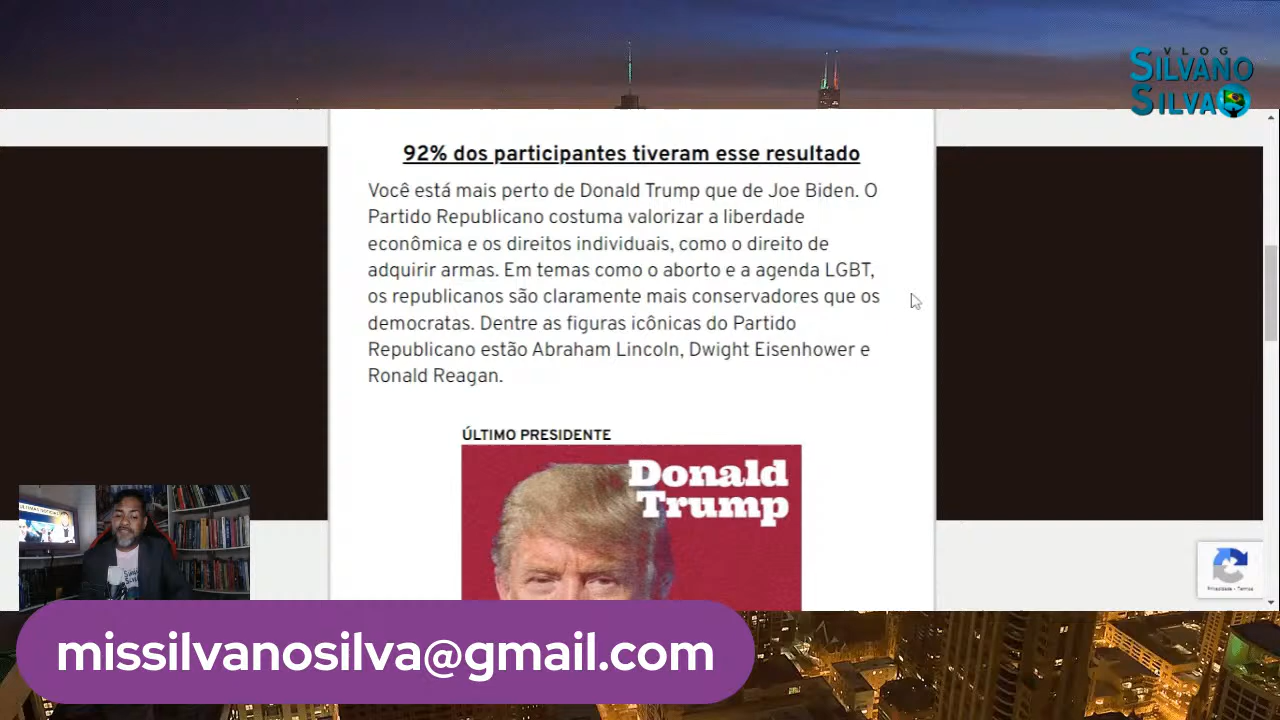 VLOG
SILVANO
SILVA
92% dos participantes tiveram esse resultado
Você está mais perto de Donald Trump que de Joe Biden. O
Partido Republicano costuma valorizar a liberdade
econômica e os direitos individuais, como o direito de
adquirir armas. Em temas como o aborto e a agenda LGBT,
os republicanos são claramente mais conservadores que os
democratas. Dentre as figuras icônicas do Partido
Republicano estão Abraham Lincoln, Dwight Eisenhower e
Ronald Reagan.
ÚLTIMO PRESIDENTE
Donald
Trump
Privacidade - Termos
missilvanosilva@gmail.com